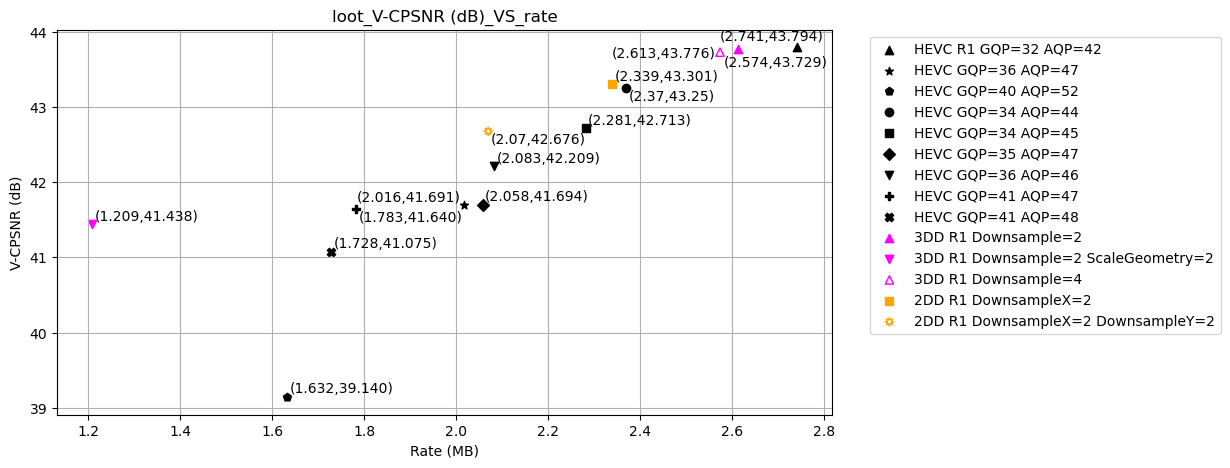 loot_V-CPSNR (dB)_VS_rate
V-CPSNR (dB)
44
43
42
41
40
39
(2.741,43.794)
(2.613,43.776)
(2.574,43.729)
(2.339,43.301)
(2.37,43.25)
(2.281,42.713)
(2.07,42.676)
(2.083,42.209)
(2.016,41.691)
(2.058,41.694)
(1.783,41.640)
(1.209,41.438)
(1.728,41.075)
(1.632,39.140)
1.2
1.4
1.6
1.8
2.0
2.2
2.4
2.6
2.8
Rate (MB)
HEVC R1 GQP=32 AQP=42
HEVC GQP=36 AQP=47
HEVC GQP=40 AQP=52
HEVC GQP=34 AQP=44
HEVC GQP=34 AQP=45
HEVC GQP=35 AQP=47
HEVC GQP=36 AQP=46
HEVC GQP=41 AQP=47
HEVC GQP=41 AQP=48
3DD R1 Downsample=2
3DD R1 Downsample=2 ScaleGeometry=2
3DD R1 Downsample=4
2DD R1 DownsampleX=2
2DD R1 DownsampleX=2 DownsampleY=2